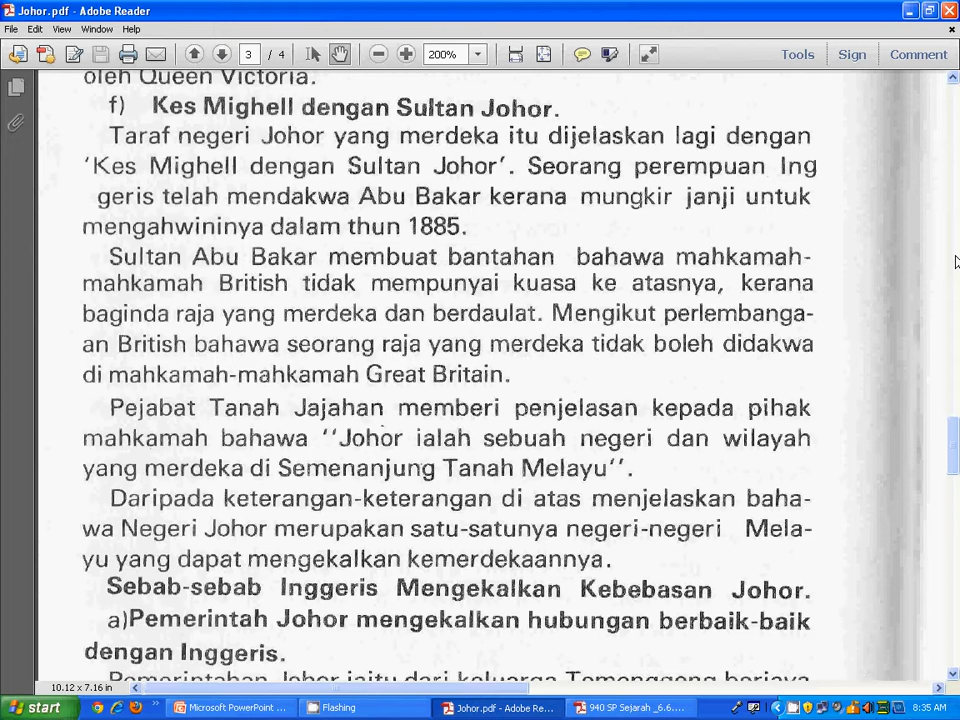 Johor.pdf - Adobe Reader
File Edit View Window Help
3 / 4 200% Tools Sign Comment
oleh Queen Victoria.
f) Kes Mighell dengan Sultan Johor.
Taraf negeri Johor yang merdeka itu dijelaskan lagi dengan
'Kes Mighell dengan Sultan Johor'. Seorang perempuan Ing
geris telah mendakwa Abu Bakar kerana mungkir janji untuk
mengahwininya dalam thun 1885.
Sultan Abu Bakar membuat bantahan bahawa mahkamah-
mahkamah British tidak mempunyai kuasa ke atasnya, kerana
baginda raja yang merdeka dan berdaulat. Mengikut perlembanga-
an British bahawa seorang raja yang merdeka tidak boleh didakwa
di mahkamah-mahkamah Great Britain.
Pejabat Tanah Jajahan memberi penjelasan kepada pihak
mahkamah bahawa ''Johor ialah sebuah negeri dan wilayah
yang merdeka di Semenanjung Tanah Melayu''.
Daripada keterangan-keterangan di atas menjelaskan baha-
wa Negeri Johor merupakan satu-satunya negeri-negeri Mela-
yu yang dapat mengekalkan kemerdekaannya.
Sebab-sebab Inggeris Mengekalkan Kebebasan Johor.
a)Pemerintah Johor mengekalkan hubungan berbaik-baik
dengan Inggeris.
Pemerintahan Johor iaitu dari keluarga Temenggong berjaya
10.12 x 7.16 in
start Microsoft PowerPoint ... Flashing Johor.pdf - Adobe Re... 940 SP Sejarah _6.6.... 8:35 AM